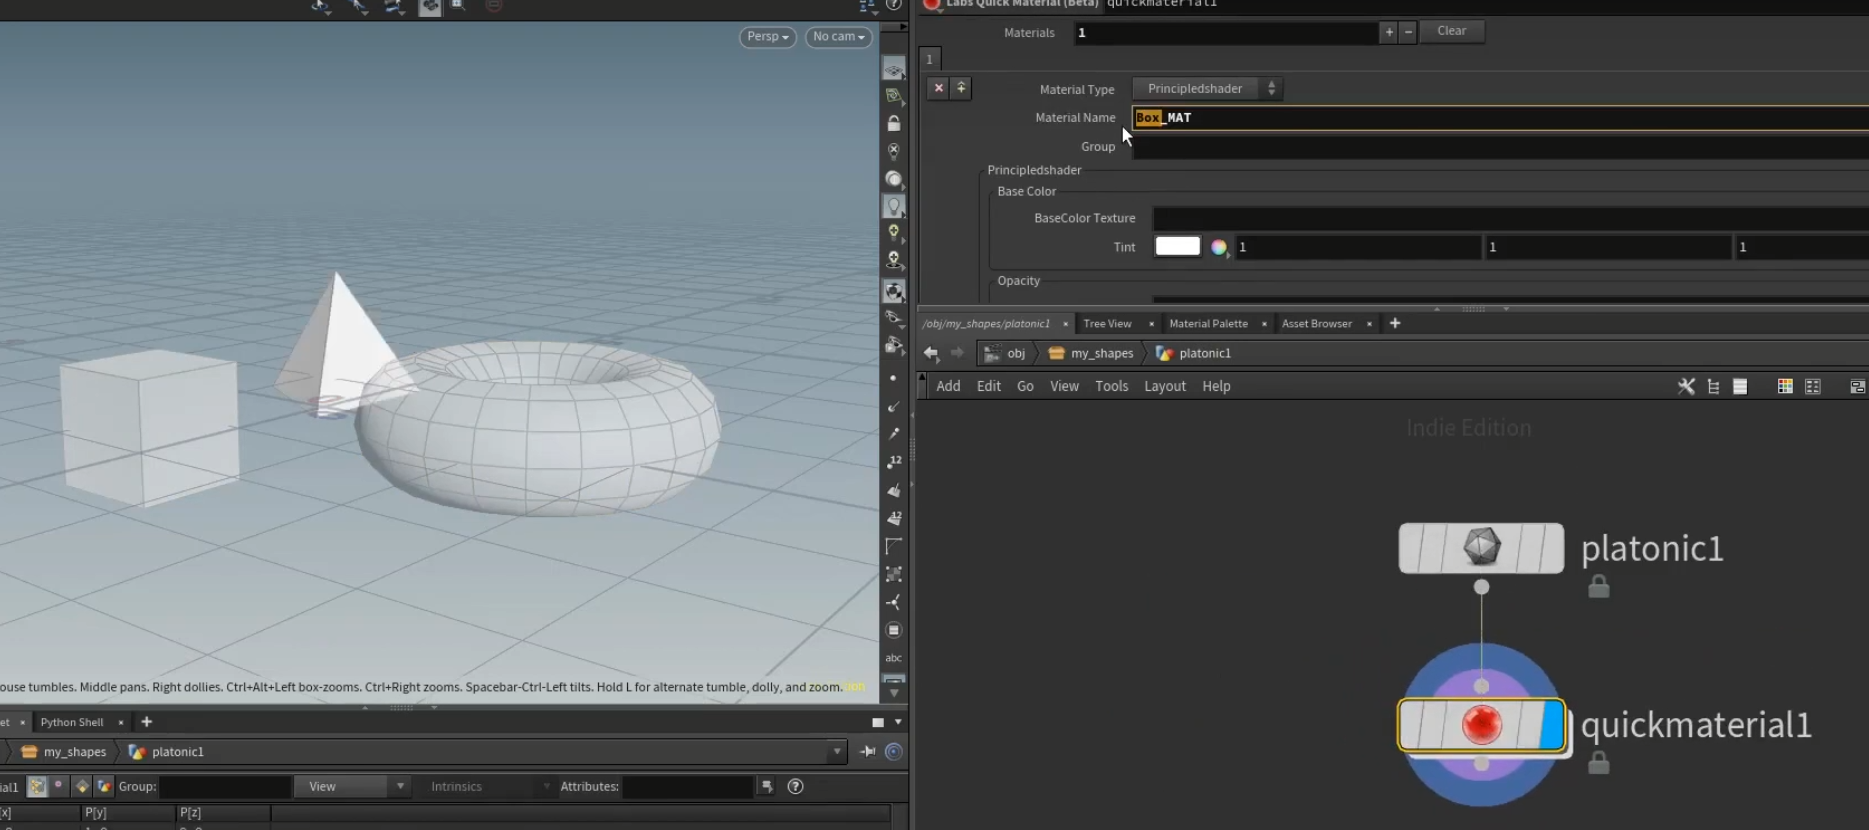 Labs Quick Material (Beta) quickmaterial1
Persp No cam
Materials 1 + − Clear
1
Material Type Principledshader
Material Name Box_MAT
Group
Principledshader
Base Color
BaseColor Texture
Tint 1 1 1
Opacity
/obj/my_shapes/platonic1 × Tree View × Material Palette × Asset Browser × +
obj my_shapes platonic1
Add Edit Go View Tools Layout Help
Indie Edition
platonic1
quickmaterial1
12
12
abc
ouse tumbles. Middle pans. Right dollies. Ctrl+Alt+Left box-zooms. Ctrl+Right zooms. Spacebar-Ctrl-Left tilts. Hold L for alternate tumble, dolly, and zoom.
et × Python Shell × +
my_shapes platonic1
ial1 Group: View Intrinsics Attributes:
[x] P[y] P[z]